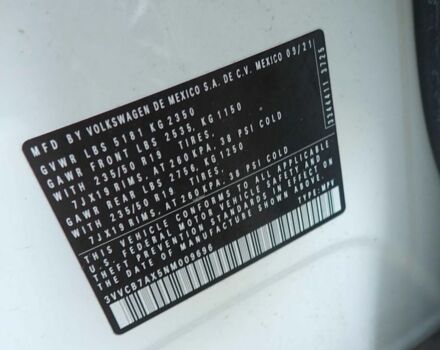 MFD BY VOLKSWAGEN DE MEXICO S.A. DE C.V. MEXICO 09/21
GVWR LBS 5181 KG 2350
GAWR FRONT LBS 2535, KG 1150
WITH 235/50 R19 TIRES,
7JX19 RIMS, AT 260 KPA, 38 PSI COLD
GAWR REAR LBS 2756, KG 1250
WITH 235/50 R19 TIRES,
7JX19 RIMS, AT 260 KPA, 38 PSI COLD
THIS VEHICLE CONFORMS TO ALL APPLICABLE
U.S. FEDERAL MOTOR VEHICLE SAFETY AND
THEFT PREVENTION STANDARDS IN EFFECT ON
DATE OF MANUFACTURE SHOWN ABOVE.
3VVCB7AX5NM009636 TYPE: MPV
3344411 3725